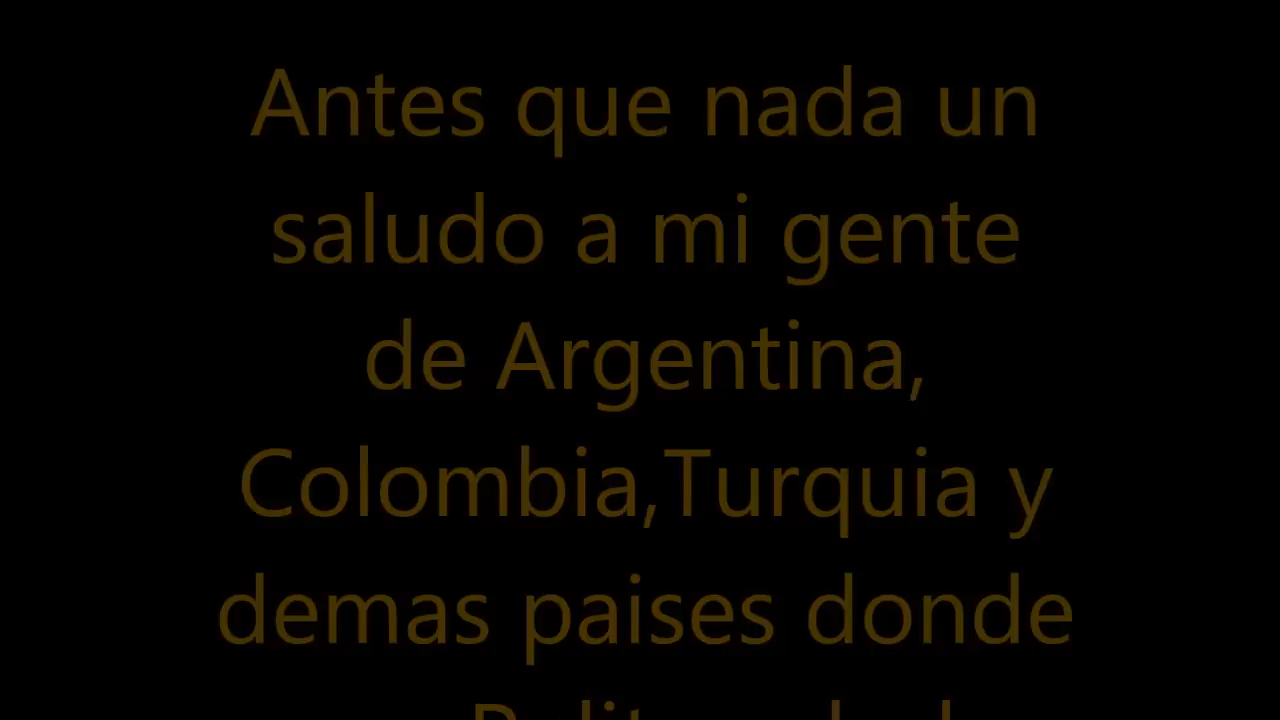 Antes que nada un
saludo a mi gente
de Argentina,
Colombia,Turquia y
demas paises donde